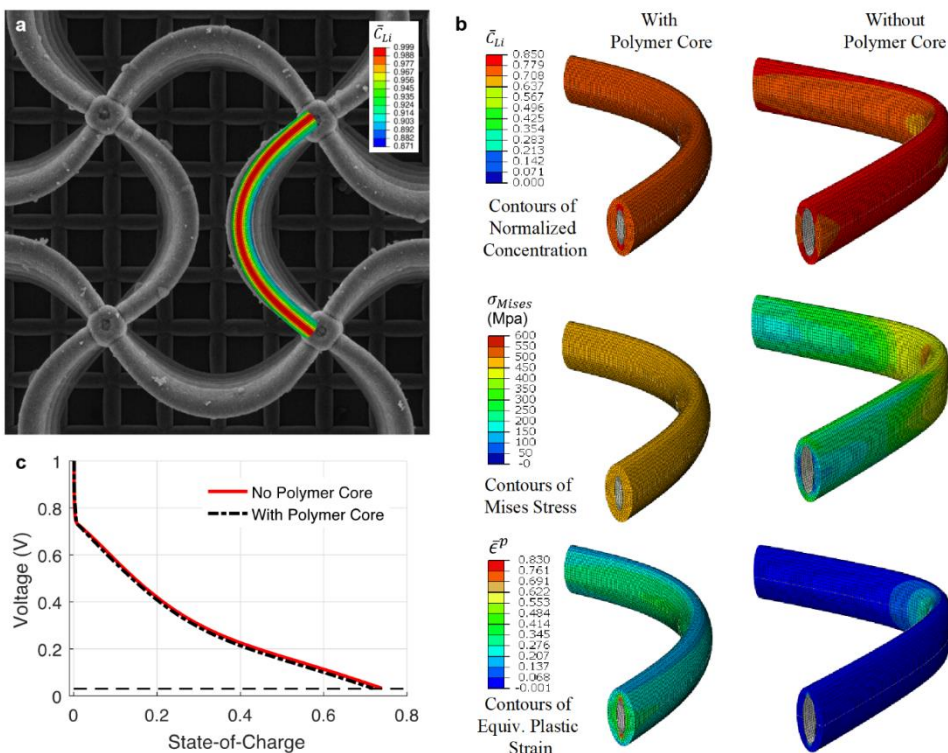 a
C̄Li
0.999
0.988
0.977
0.967
0.956
0.945
0.935
0.924
0.914
0.903
0.892
0.882
0.871
b
With
Polymer Core
Without
Polymer Core
C̄Li
0.850
0.779
0.708
0.637
0.567
0.496
0.425
0.354
0.283
0.213
0.142
0.071
0.000
Contours of
Normalized
Concentration
σMises
(Mpa)
600
550
500
450
400
350
300
250
200
150
100
50
-0
Contours of
Mises Stress
ε̄p
0.830
0.761
0.691
0.622
0.553
0.484
0.414
0.345
0.276
0.207
0.137
0.068
-0.001
Contours of
Equiv. Plastic
Strain
c
1
0.8
0.6
0.4
0.2
0
Voltage (V)
No Polymer Core
With Polymer Core
0
0.2
0.4
0.6
0.8
State-of-Charge